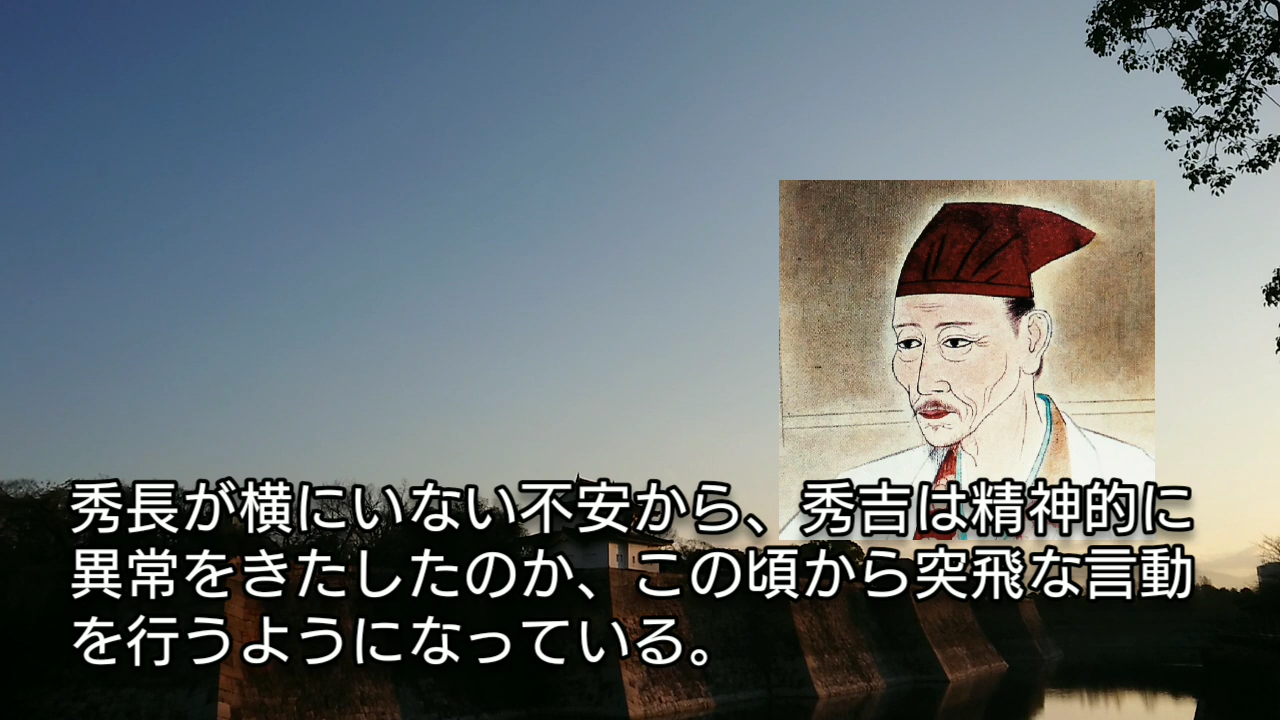 秀長が横にいない不安から、秀吉は精神的に
異常をきたしたのか、この頃から突飛な言動
を行うようになっている。